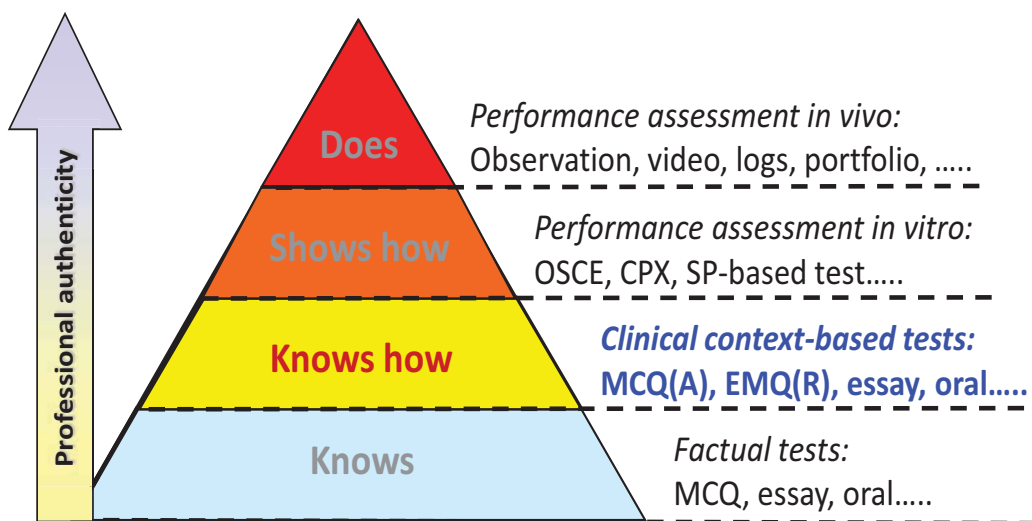 Professional authenticity
Does
Performance assessment in vivo:
Observation, video, logs, portfolio, .....
Shows how
Performance assessment in vitro:
OSCE, CPX, SP-based test.....
Knows how
Clinical context-based tests:
MCQ(A), EMQ(R), essay, oral.....
Knows
Factual tests:
MCQ, essay, oral.....